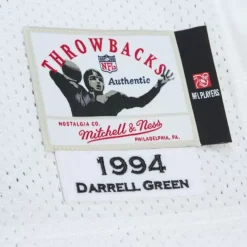 THROWBACKS
NFL
Authentic
NOSTALGIA CO.
Mitchell & Ness
PHILADELPHIA, PA.
NFL PLAYERS
1994
DARRELL GREEN